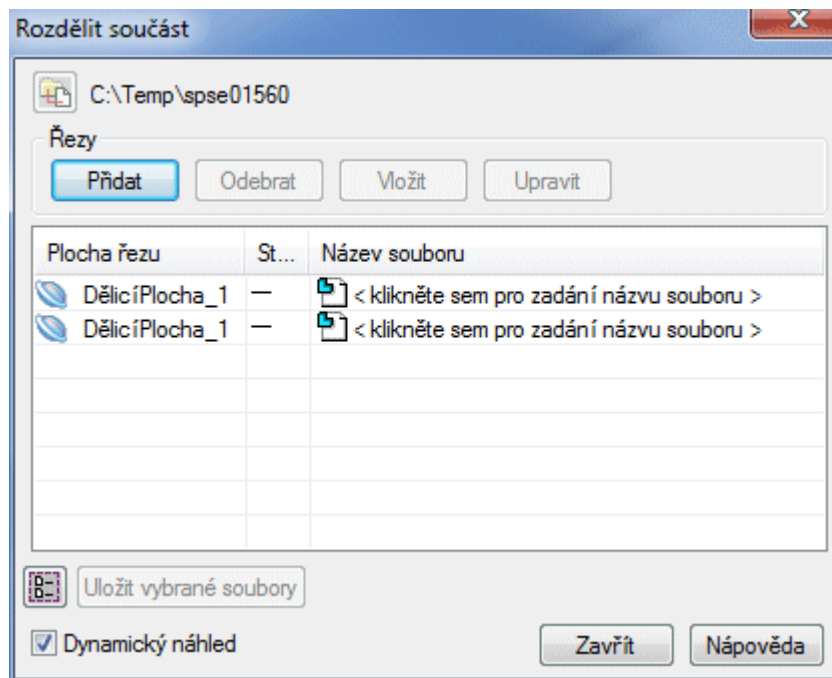 Rozdělit součást
C:\Temp\spse01560
Řezy
Přidat Odebrat Vložit Upravit
Plocha řezu St... Název souboru
DělicíPlocha_1 — < klikněte sem pro zadání názvu souboru >
DělicíPlocha_1 — < klikněte sem pro zadání názvu souboru >
Uložit vybrané soubory
Dynamický náhled Zavřít Nápověda